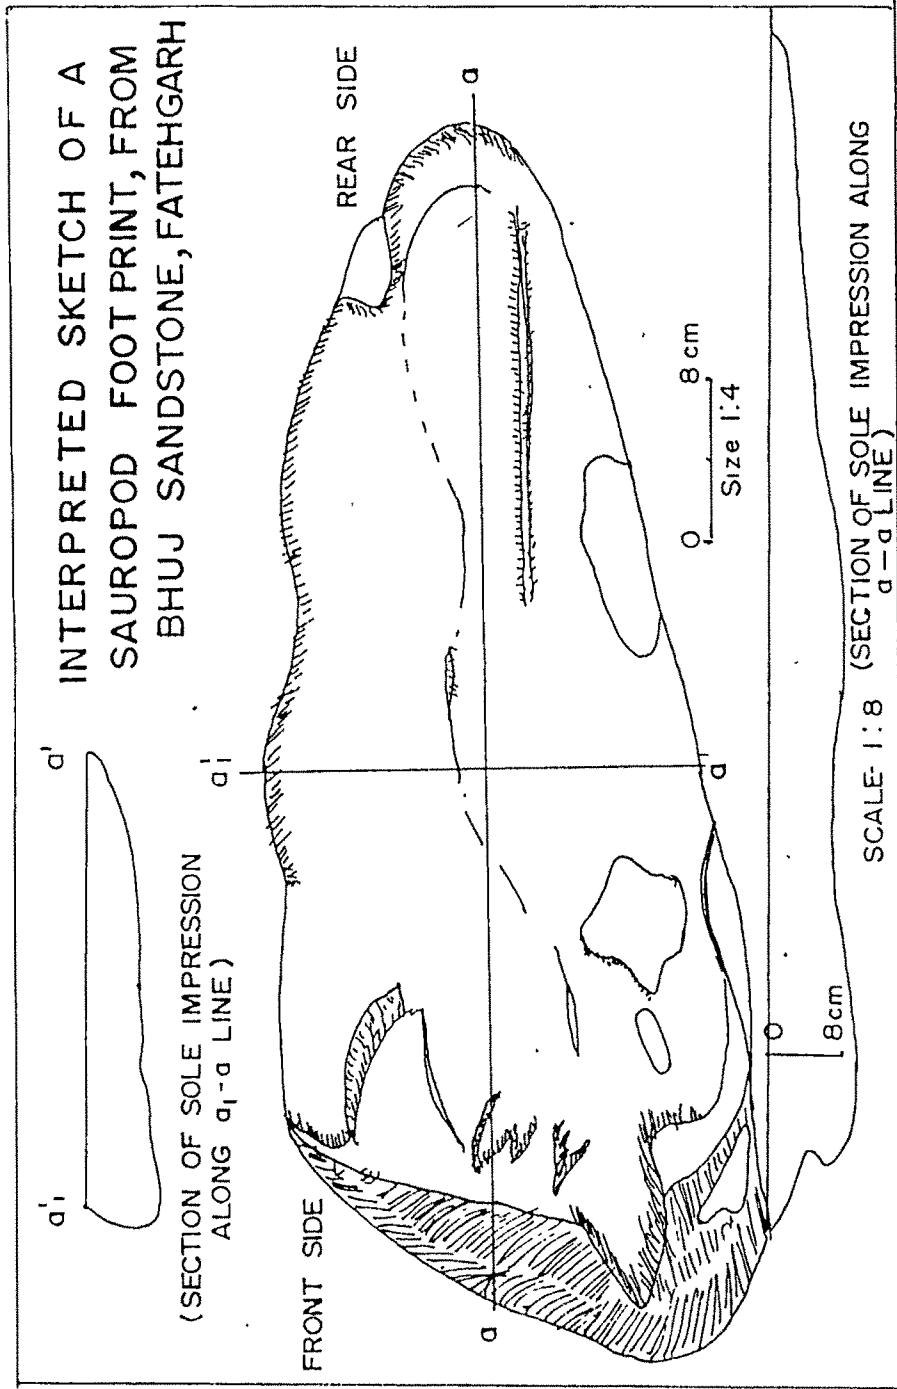 INTERPRETED SKETCH OF A
SAUROPOD FOOT PRINT, FROM
BHUJ SANDSTONE, FATEHGARH
a'1
a'
(SECTION OF SOLE IMPRESSION
ALONG a1-a LINE)
FRONT SIDE
REAR SIDE
a'1
a
a
a
0 8 cm
Size 1:4
0
8cm
SCALE- 1:8 (SECTION OF SOLE IMPRESSION ALONG
a-a LINE)